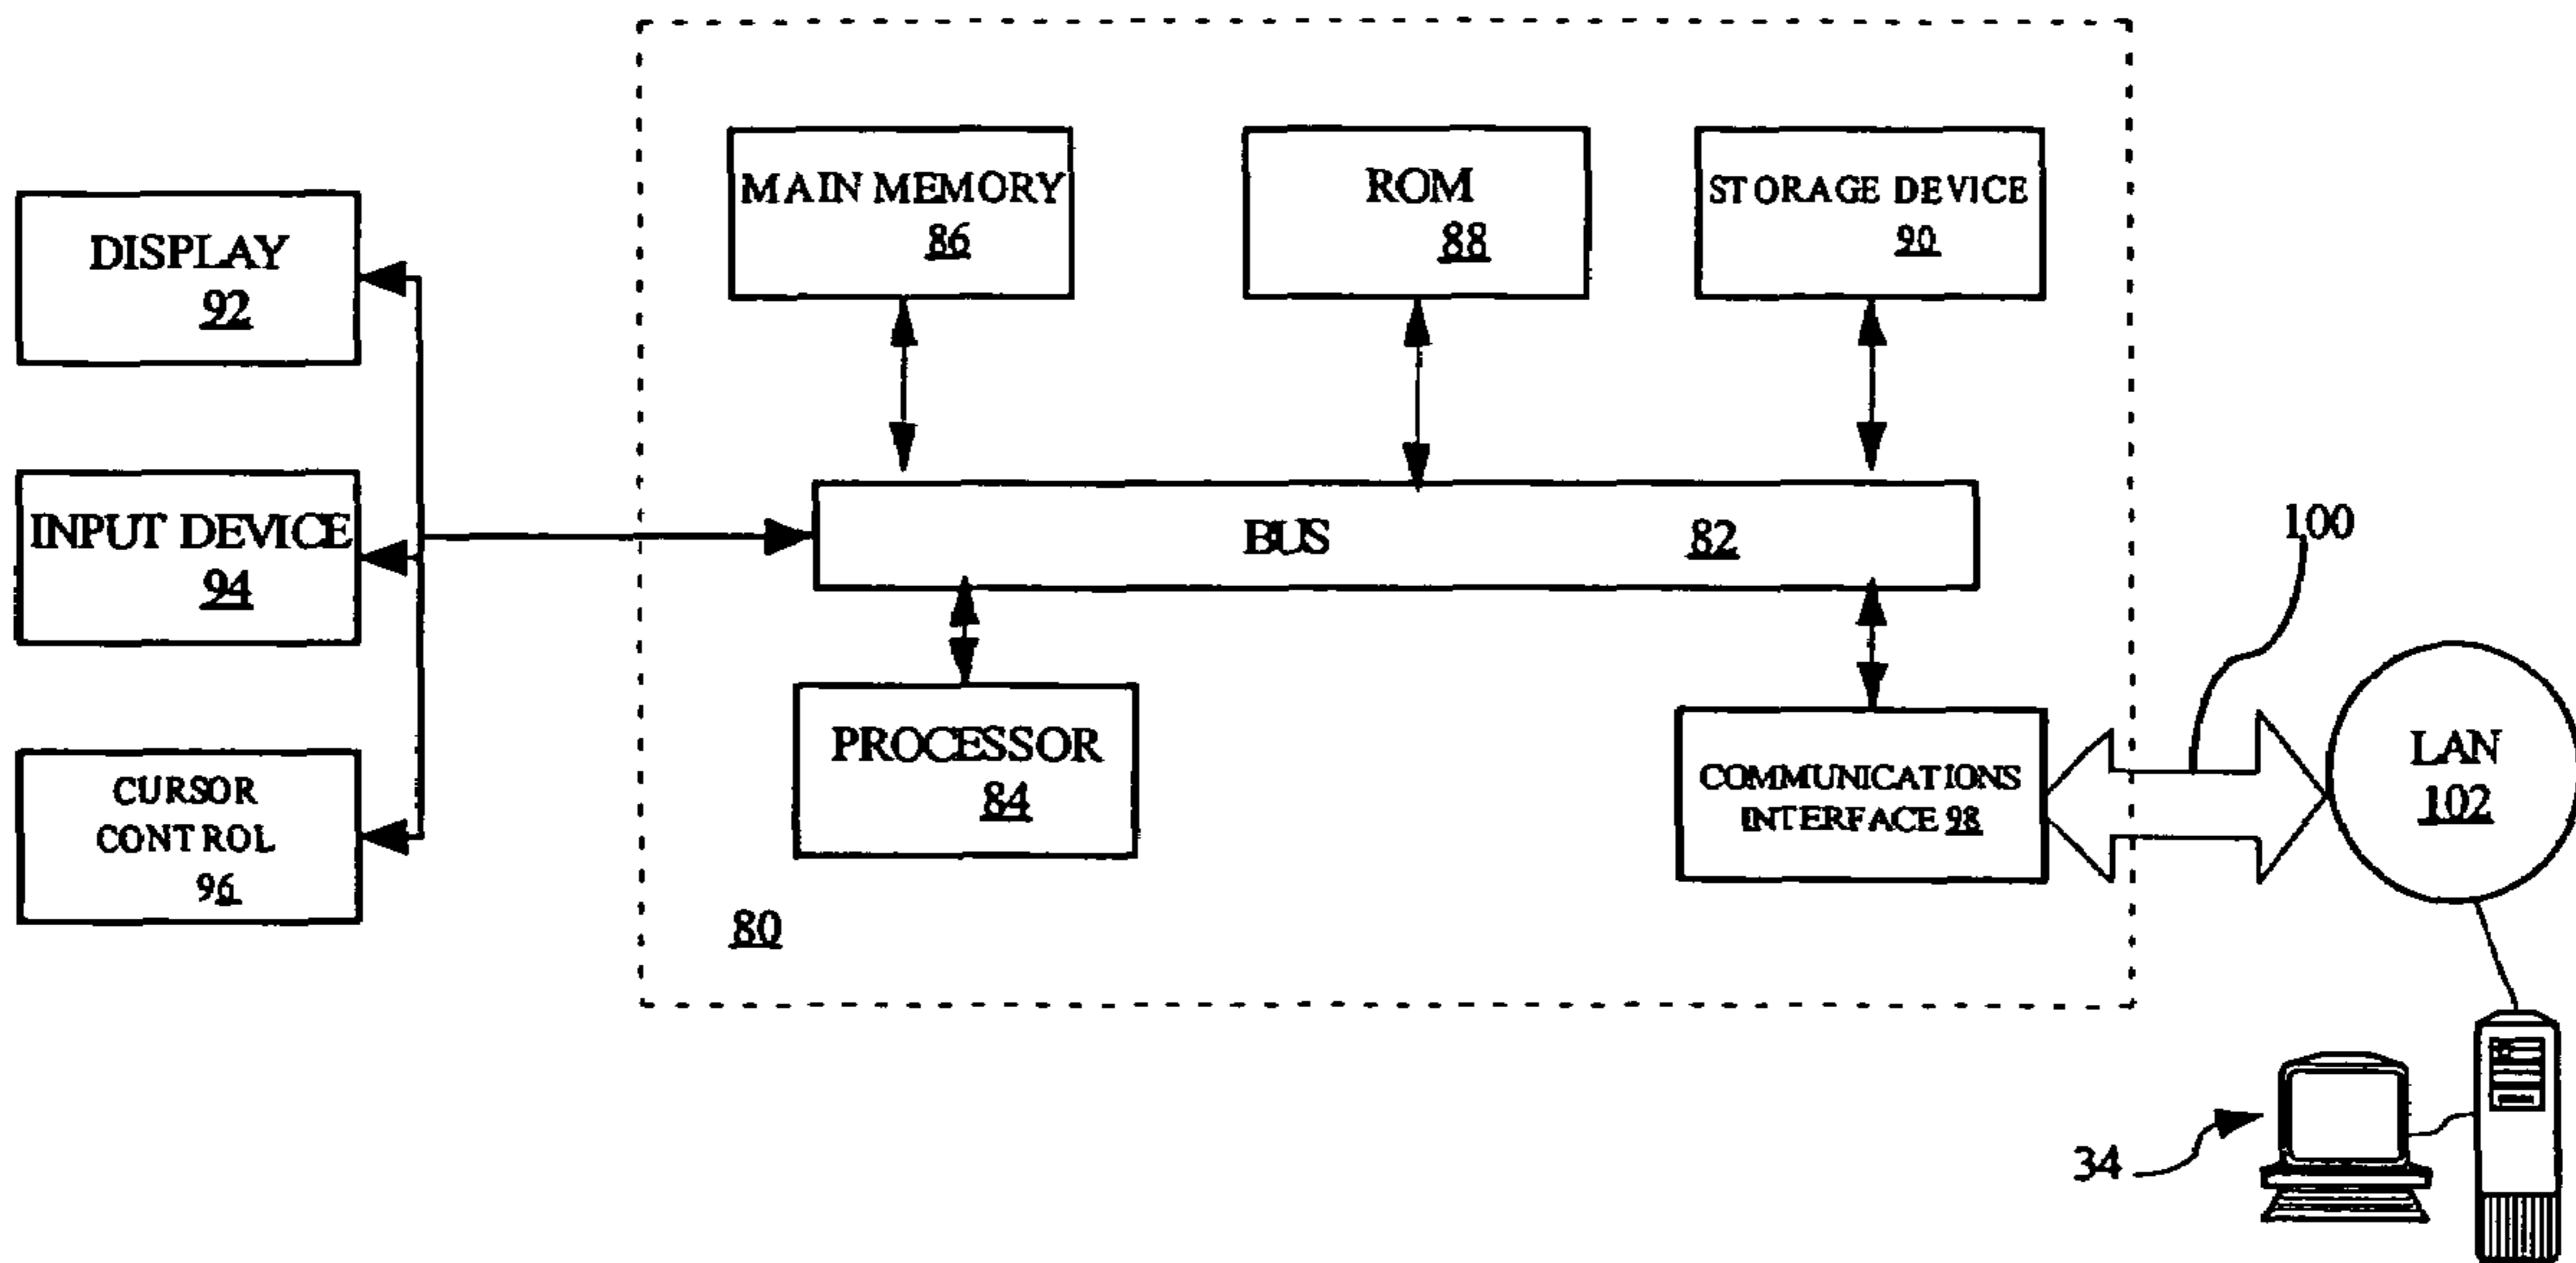 DISPLAY
92
INPUT DEVICE
94
CURSOR
CONTROL
96
MAIN MEMORY
86
ROM
88
STORAGE DEVICE
90
BUS 82
PROCESSOR
84
COMMUNICATIONS
INTERFACE 98
80
100
LAN
102
34